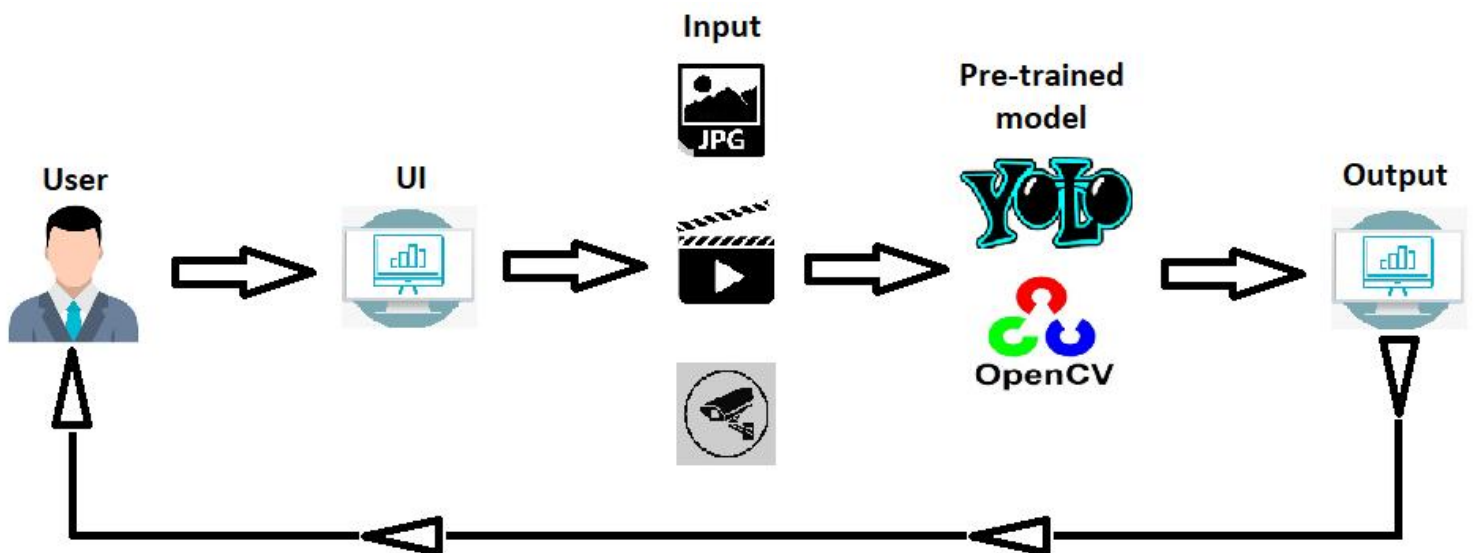 Input
JPG
Pre-trained
model
User
UI
YOLO
Output
OpenCV